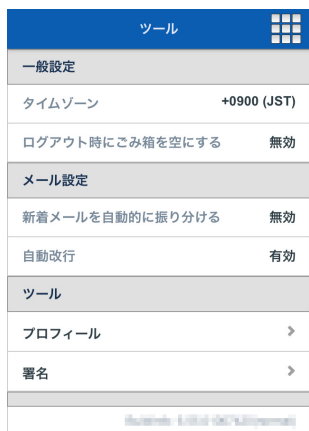 ツール
一般設定
タイムゾーン +0900 (JST)
ログアウト時にごみ箱を空にする 無効
メール設定
新着メールを自動的に振り分ける 無効
自動改行 有効
ツール
プロフィール
署名